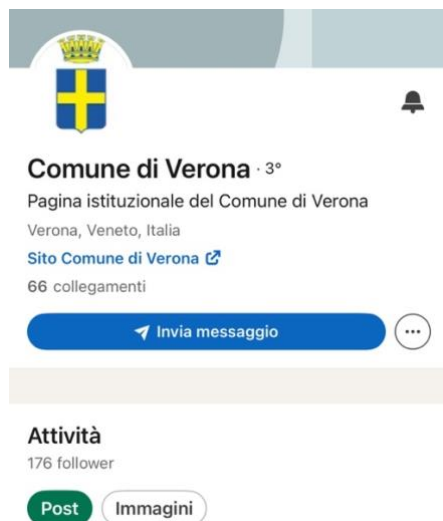 Comune di Verona · 3°
Pagina istituzionale del Comune di Verona
Verona, Veneto, Italia
Sito Comune di Verona
66 collegamenti
Invia messaggio
Attività
176 follower
Post Immagini